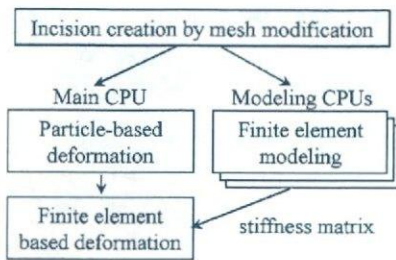 Incision creation by mesh modification
Main CPU
Modeling CPUs
Particle-based
deformation
Finite element
modeling
Finite element
based deformation
stiffness matrix